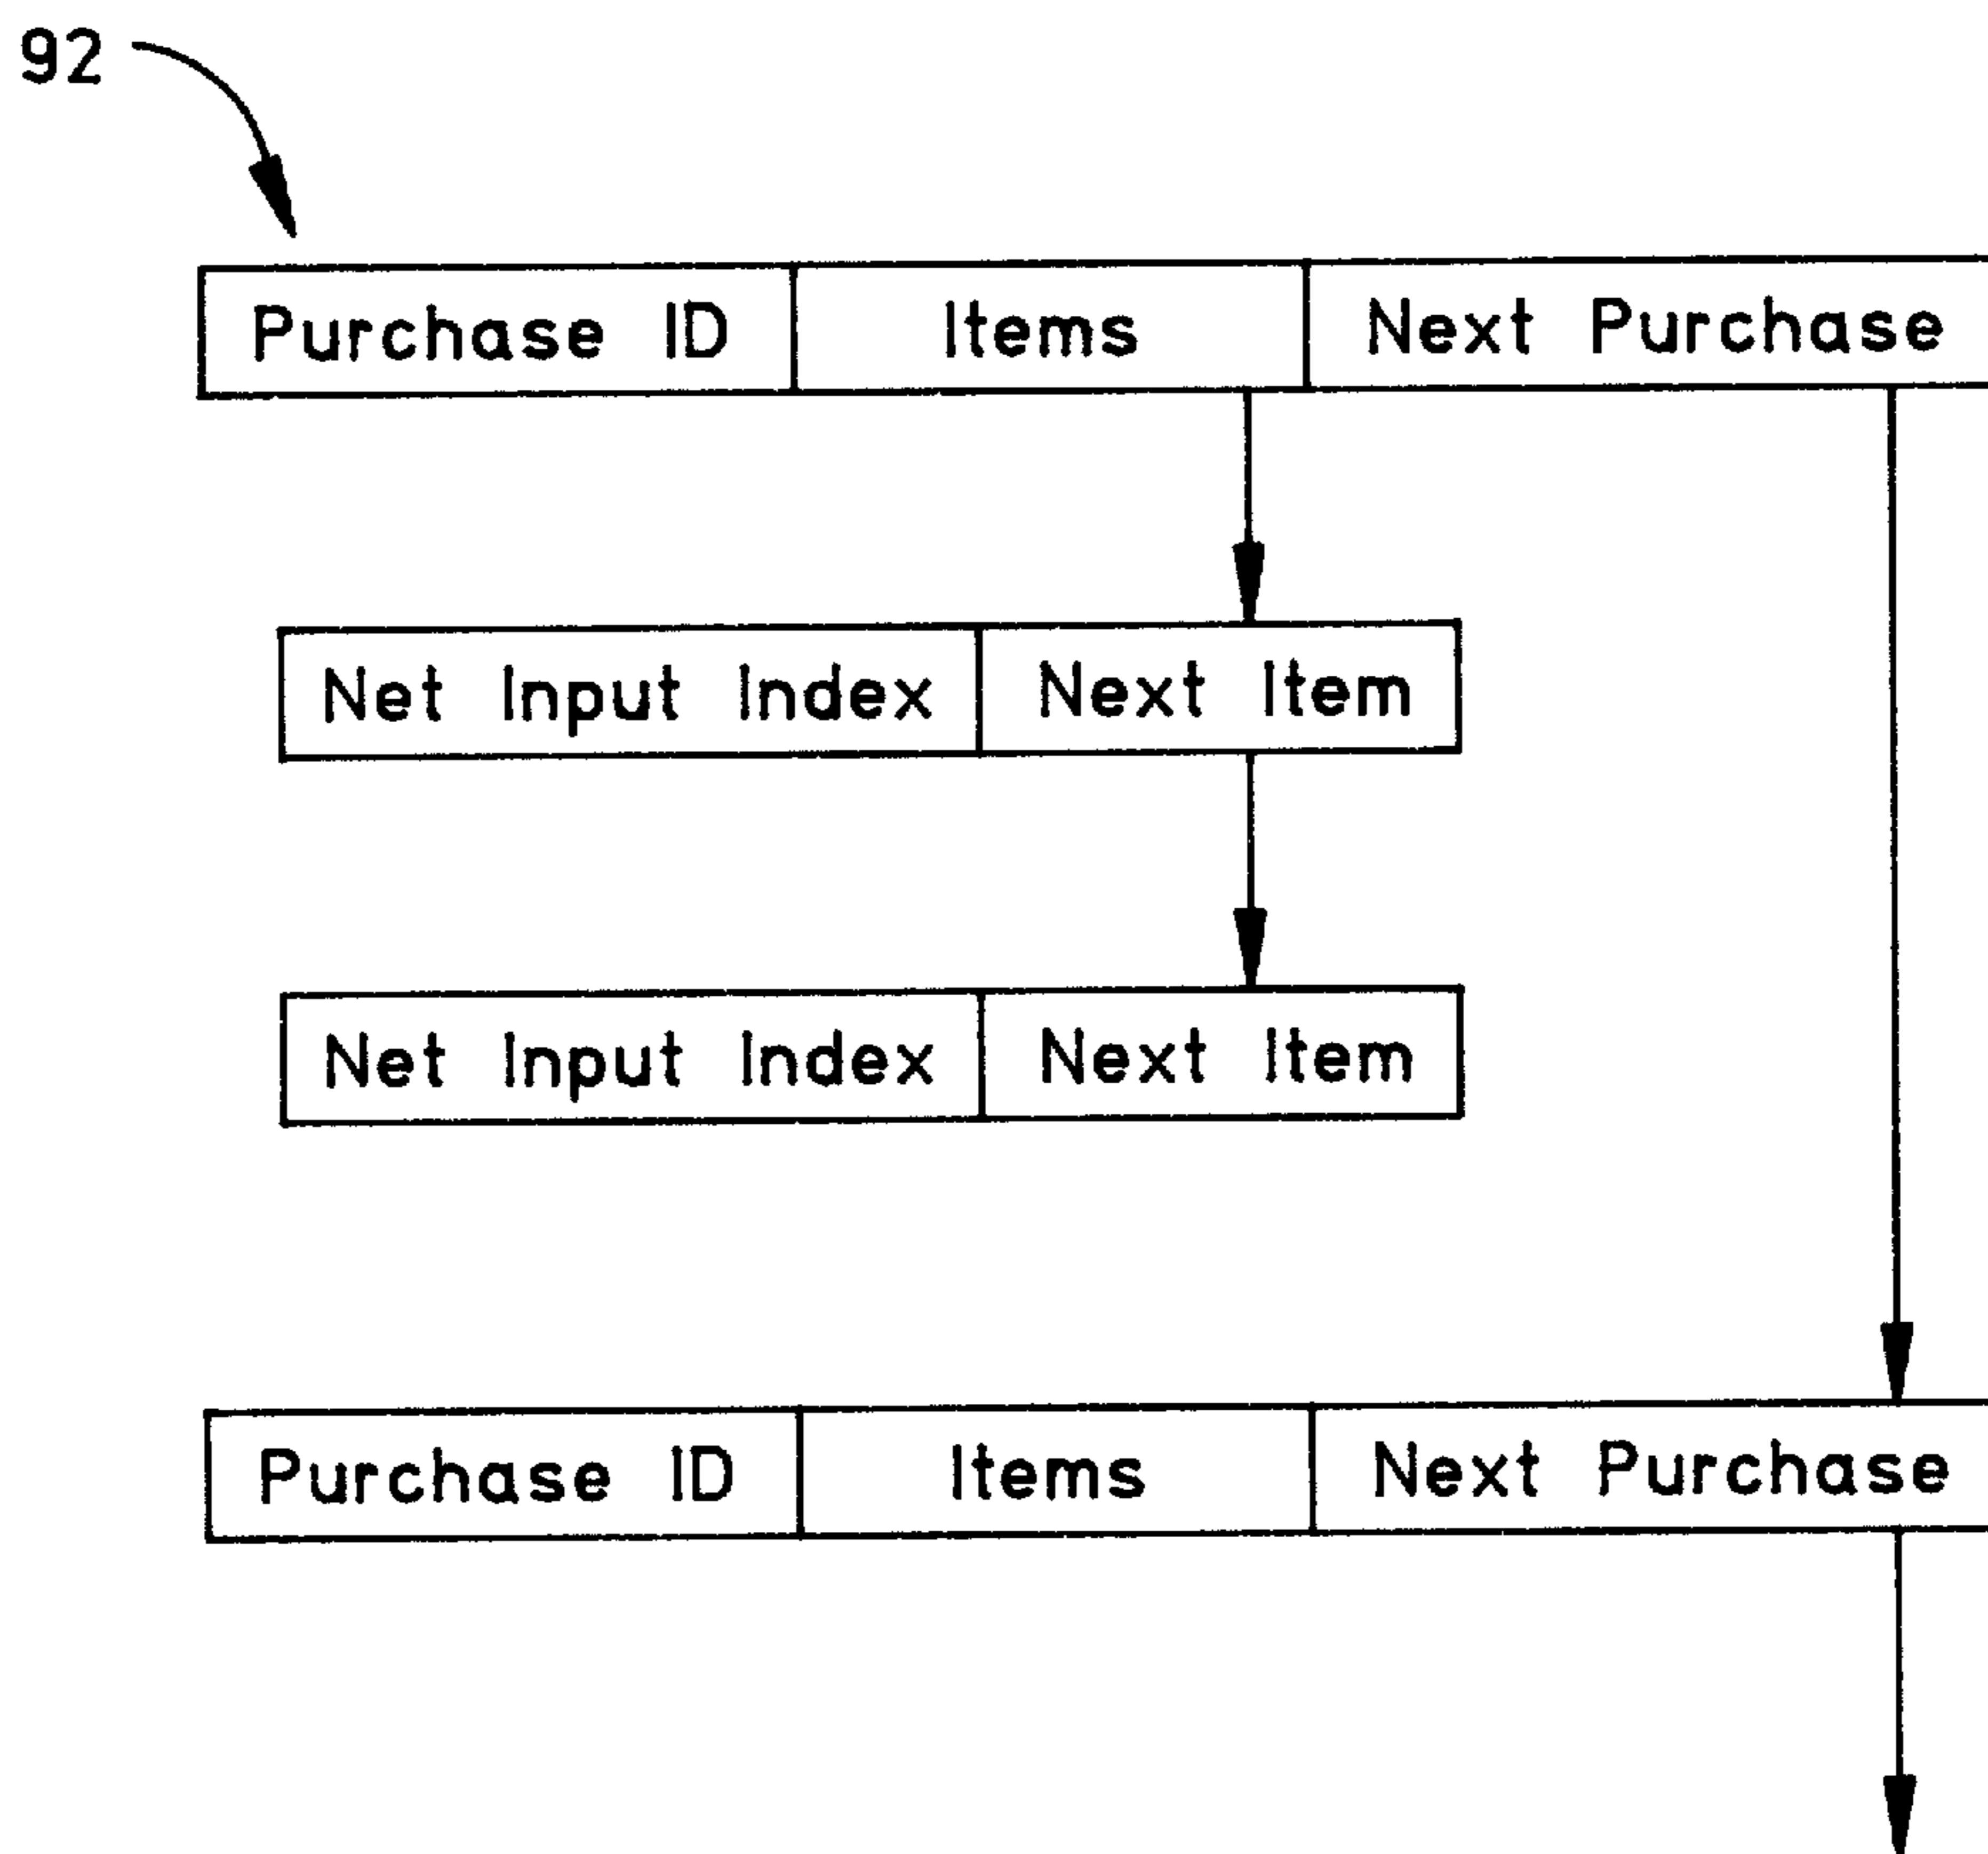 92
Purchase ID Items Next Purchase
Net Input Index Next Item
Net Input Index Next Item
Purchase ID Items Next Purchase